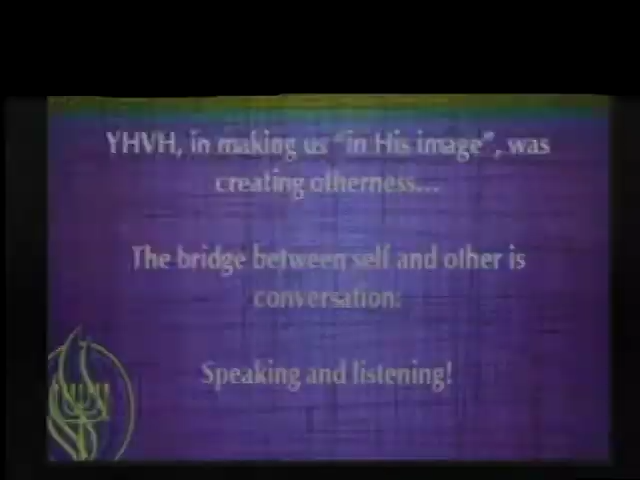 YHVH, in making us "in His image", was
creating otherness...
The bridge between self and other is
conversation:
Speaking and listening!